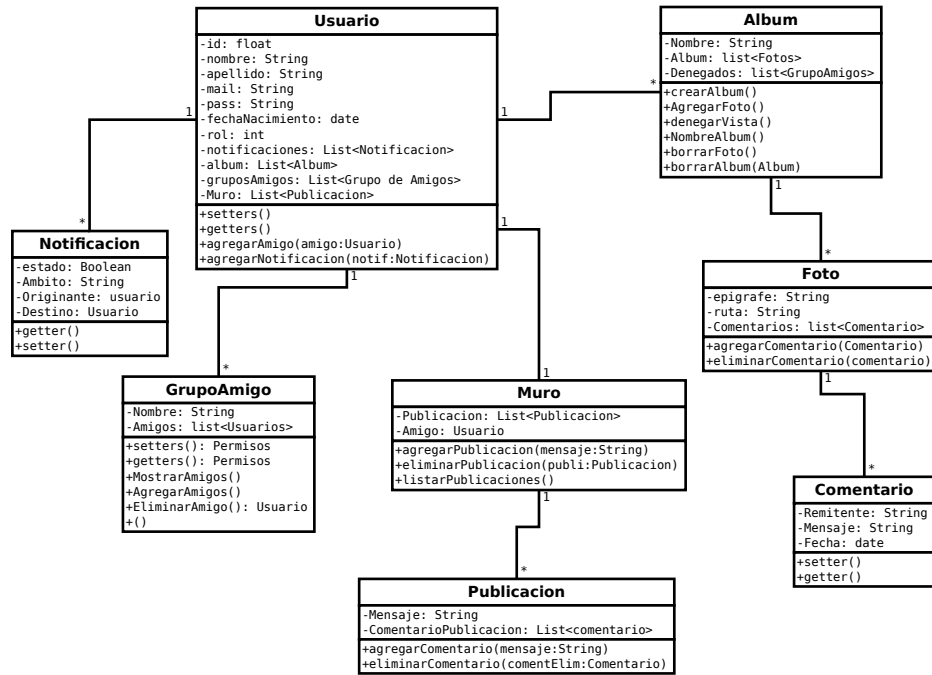 Usuario
-id: float
-nombre: String
-apellido: String
-mail: String
-pass: String
-fechaNacimiento: date
-rol: int
-notificaciones: List<Notificacion>
-album: List<Album>
-gruposAmigos: List<Grupo de Amigos>
-Muro: List<Publicacion>
+setters()
+getters()
+agregarAmigo(amigo:Usuario)
+agregarNotificacion(notif:Notificacion)
Album
-Nombre: String
-Album: list<Fotos>
-Denegados: list<GrupoAmigos>
+crearAlbum()
+AgregarFoto()
+denegarVista()
+NombreAlbum()
+borrarFoto()
+borrarAlbum(Album)
1
*
1
*
1
1
1
*
1
*
Notificacion
-estado: Boolean
-Ambito: String
-Originante: usuario
-Destino: Usuario
+getter()
+setter()
Foto
-epigrafe: String
-ruta: String
-Comentarios: list<Comentario>
+agregarComentario(Comentario)
+eliminarComentario(comentario)
GrupoAmigo
-Nombre: String
-Amigos: list<Usuarios>
+setters(): Permisos
+getters(): Permisos
+MostrarAmigos()
+AgregarAmigos()
+EliminarAmigo(): Usuario
+()
Muro
-Publicacion: List<Publicacion>
-Amigo: Usuario
+agregarPublicacion(mensaje:String)
+eliminarPublicacion(publi:Publicacion)
+listarPublicaciones()
1
*
1
*
Comentario
-Remitente: String
-Mensaje: String
-Fecha: date
+setter()
+getter()
Publicacion
-Mensaje: String
-ComentarioPublicacion: List<comentario>
+agregarComentario(mensaje:String)
+eliminarComentario(comentElim:Comentario)